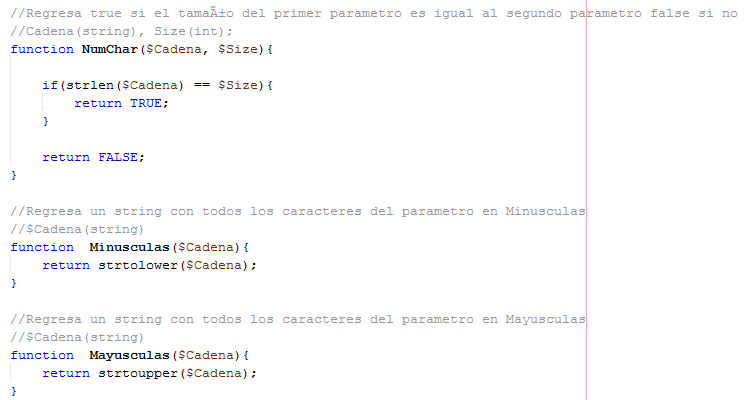 //Regresa true si el tamaÃ±o del primer parametro es igual al segundo parametro false si no
//Cadena(string), Size(int);
function NumChar($Cadena, $Size){
if(strlen($Cadena) == $Size){
return TRUE;
}
return FALSE;
}
//Regresa un string con todos los caracteres del parametro en Minusculas
//$Cadena(string)
function  Minusculas($Cadena){
return strtolower($Cadena);
}
//Regresa un string con todos los caracteres del parametro en Mayusculas
//$Cadena(string)
function  Mayusculas($Cadena){
return strtoupper($Cadena);
}